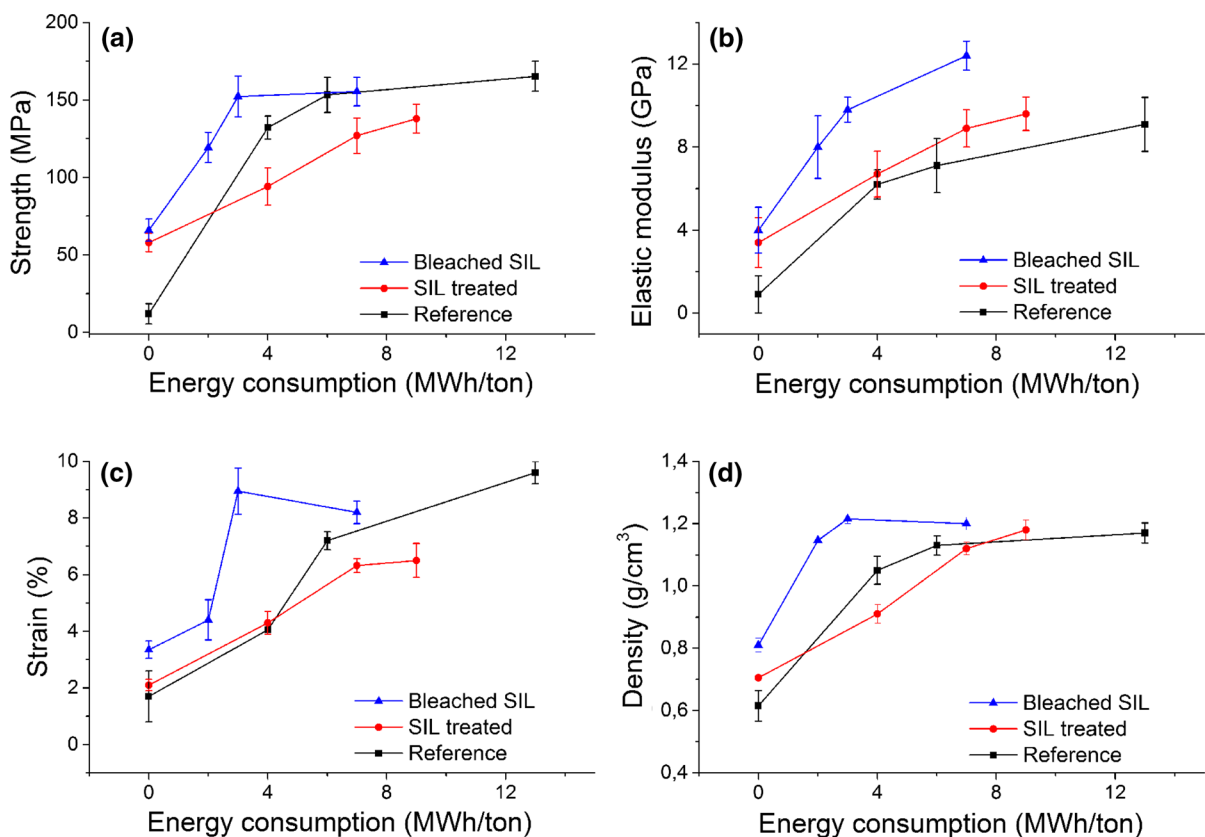 (a)
Strength (MPa)
200
150
100
50
0
Bleached SIL
SIL treated
Reference
0 4 8 12
Energy consumption (MWh/ton)
(b)
Elastic modulus (GPa)
12
8
4
0
Bleached SIL
SIL treated
Reference
0 4 8 12
Energy consumption (MWh/ton)
(c)
Strain (%)
10
8
6
4
2
0
Bleached SIL
SIL treated
Reference
0 4 8 12
Energy consumption (MWh/ton)
(d)
Density (g/cm³)
1,4
1,2
1,0
0,8
0,6
0,4
Bleached SIL
SIL treated
Reference
0 4 8 12
Energy consumption (MWh/ton)